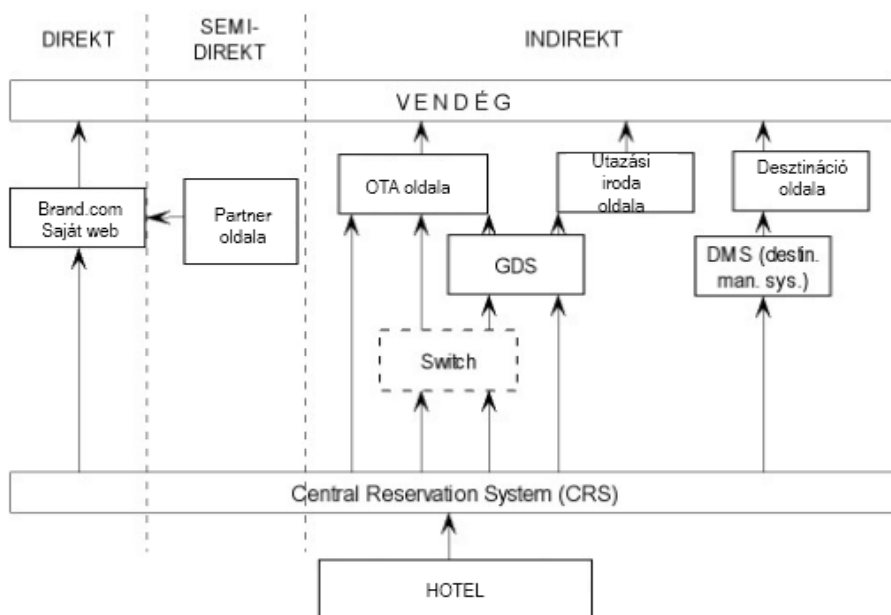 DIREKT
SEMI-
DIREKT
INDIREKT
VENDÉG
Brand.com
Saját web
Partner
oldala
OTA oldala
Utazási
iroda
oldala
Desztináció
oldala
GDS
DMS (destin.
man. sys.)
Switch
Central Reservation System (CRS)
HOTEL